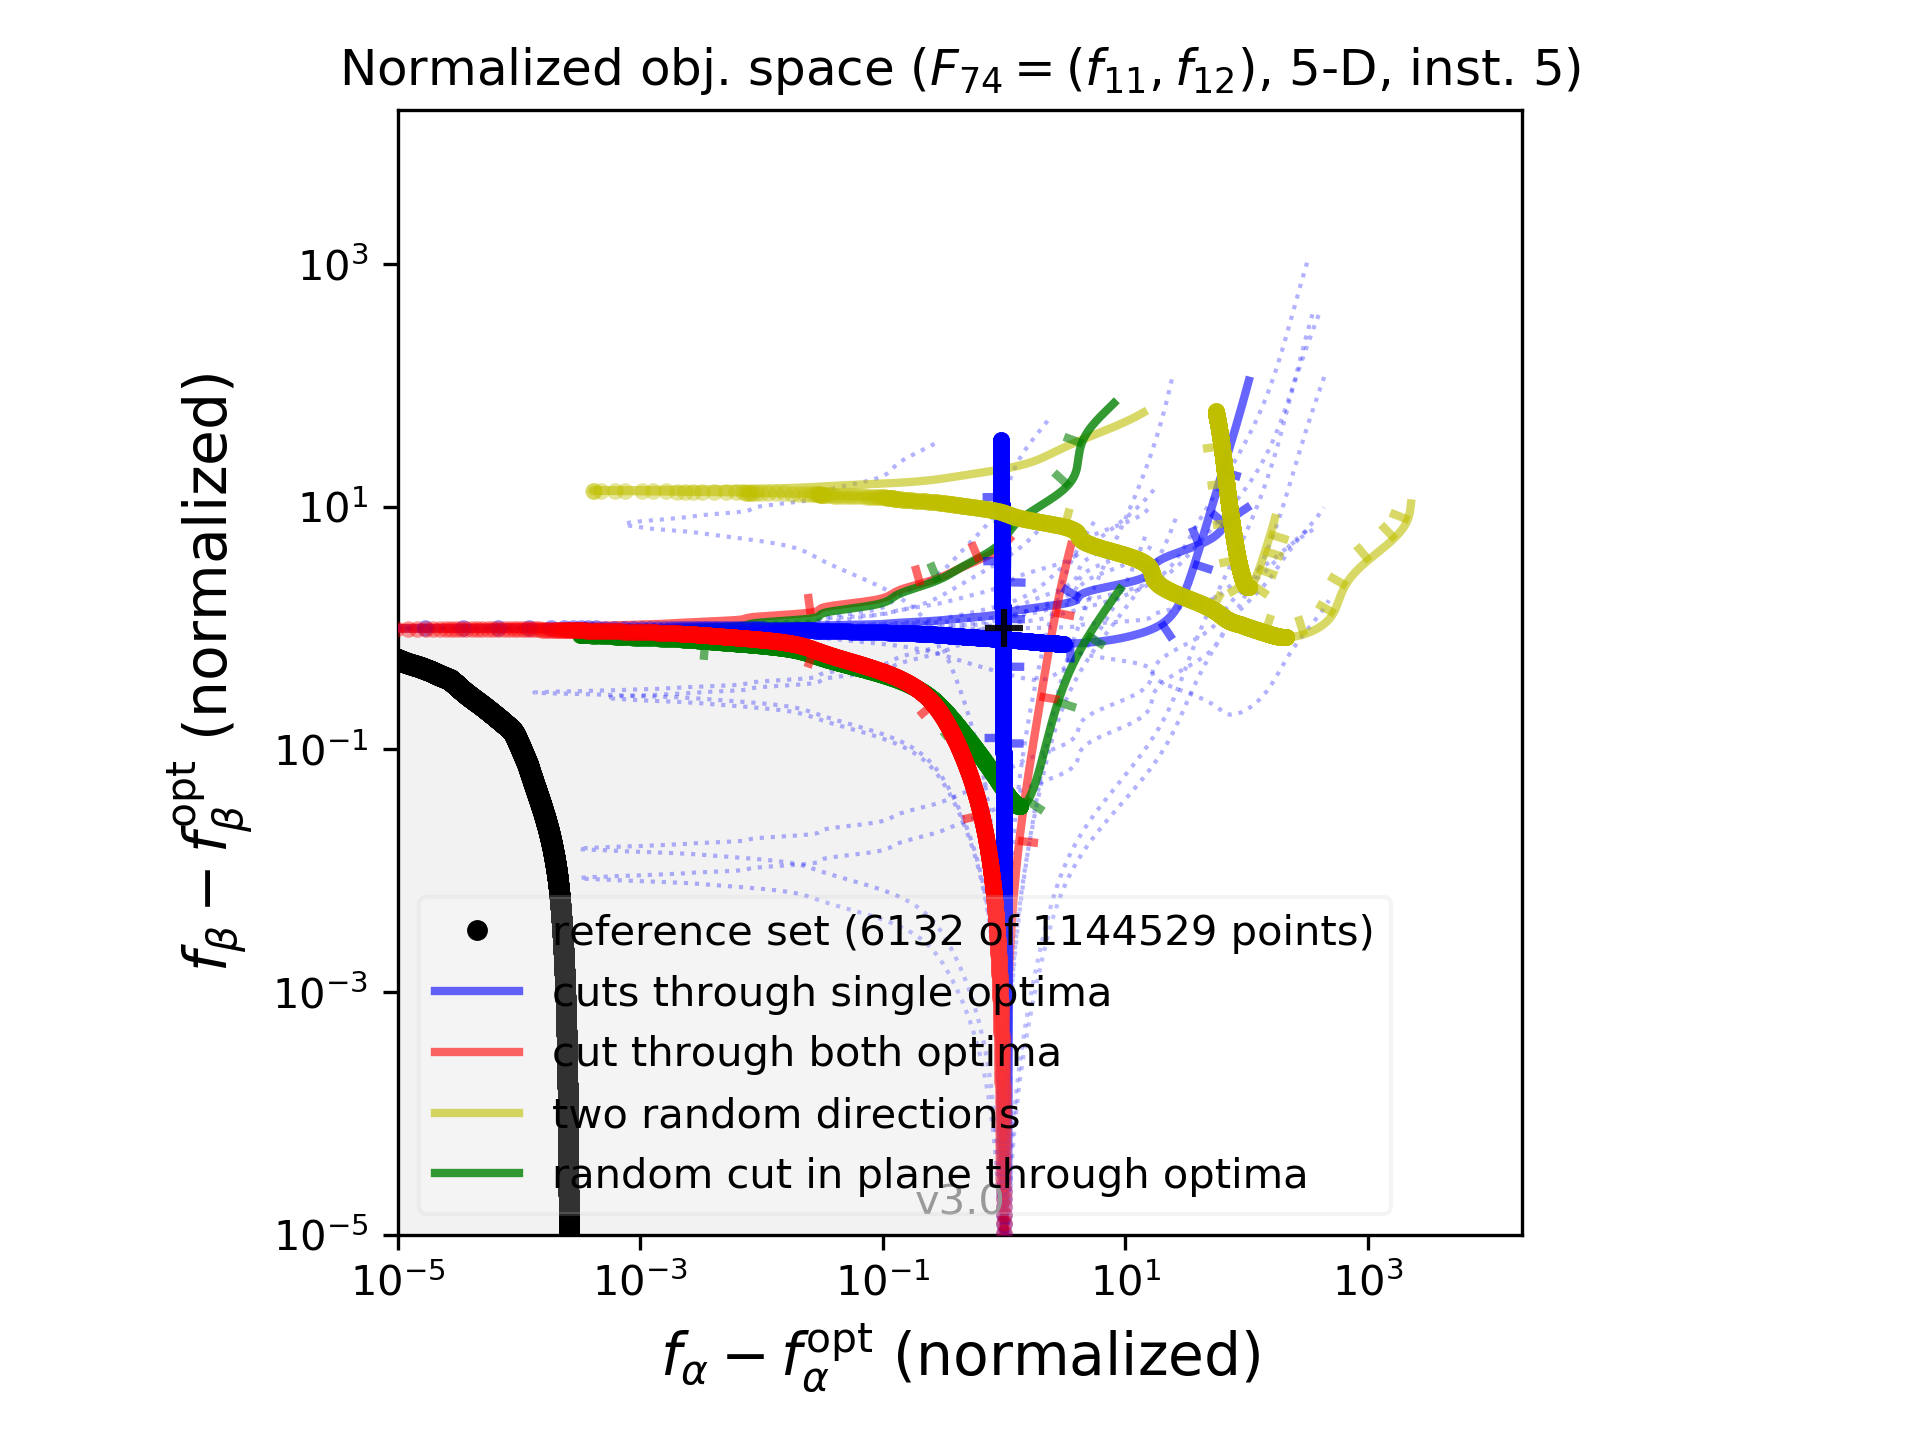 Normalized obj. space (F₇₄ = (f₁₁, f₁₂), 5-D, inst. 5)
10³
10¹
10⁻¹
10⁻³
10⁻⁵
f_β − f_β^opt (normalized)
reference set (6132 of 1144529 points)
cuts through single optima
cut through both optima
two random directions
random cut in plane through optima
v3.0
10⁻⁵ 10⁻³ 10⁻¹ 10¹ 10³
f_α − f_α^opt (normalized)